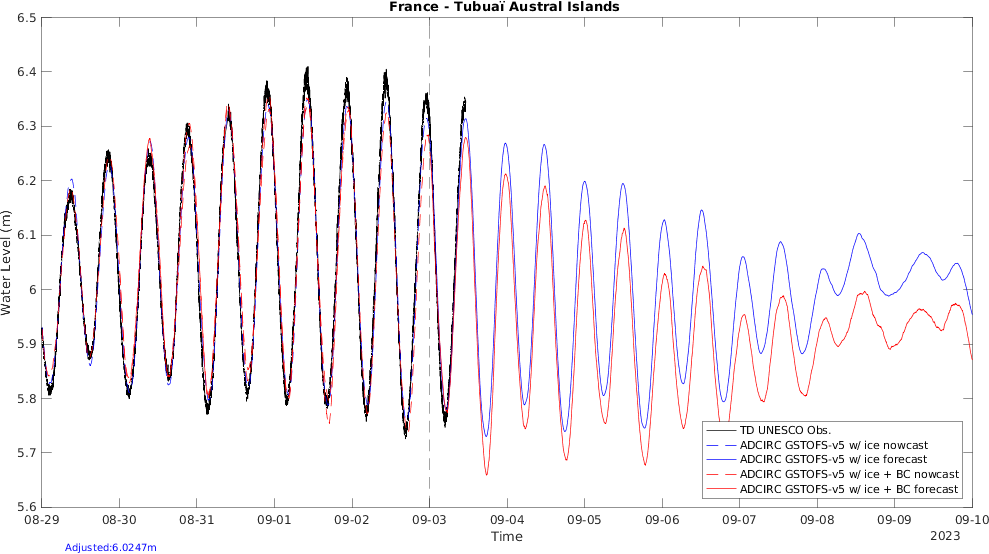 France - Tubuaï Austral Islands
6.5
6.4
6.3
6.2
6.1
6
5.9
5.8
5.7
5.6
Water Level (m)
TD UNESCO Obs.
ADCIRC GSTOFS-v5 w/ ice nowcast
ADCIRC GSTOFS-v5 w/ ice forecast
ADCIRC GSTOFS-v5 w/ ice + BC nowcast
ADCIRC GSTOFS-v5 w/ ice + BC forecast
08-29 08-30 08-31 09-01 09-02 09-03 09-04 09-05 09-06 09-07 09-08 09-09 09-10
Time
2023
Adjusted:6.0247m